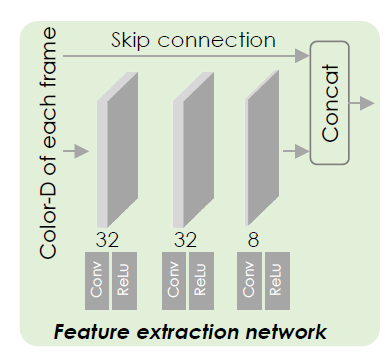 Skip connection
Color-D of each frame
Concat
32
32
8
Conv
ReLu
Conv
ReLu
Conv
ReLu
Feature extraction network